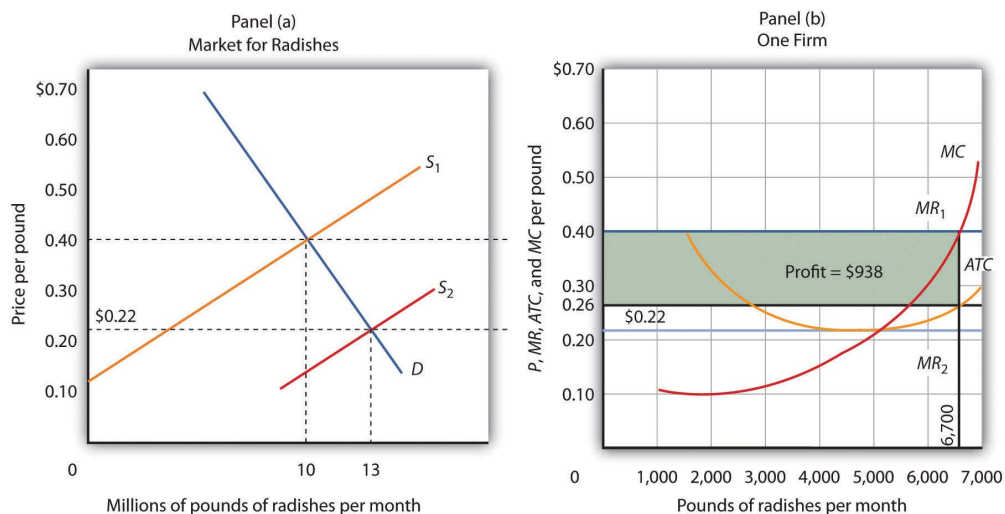 Panel (a)
Market for Radishes
Price per pound
$0.70
0.60
0.50
0.40
0.30
$0.22
0.20
0.10
0
S1
S2
D
10 13
Millions of pounds of radishes per month
Panel (b)
One Firm
P, MR, ATC, and MC per pound
$0.70
0.60
0.50
0.40
0.30
0.26
$0.22
0.20
0.10
MC
MR1
ATC
Profit = $938
MR2
6,700
0 1,000 2,000 3,000 4,000 5,000 6,000 7,000
Pounds of radishes per month